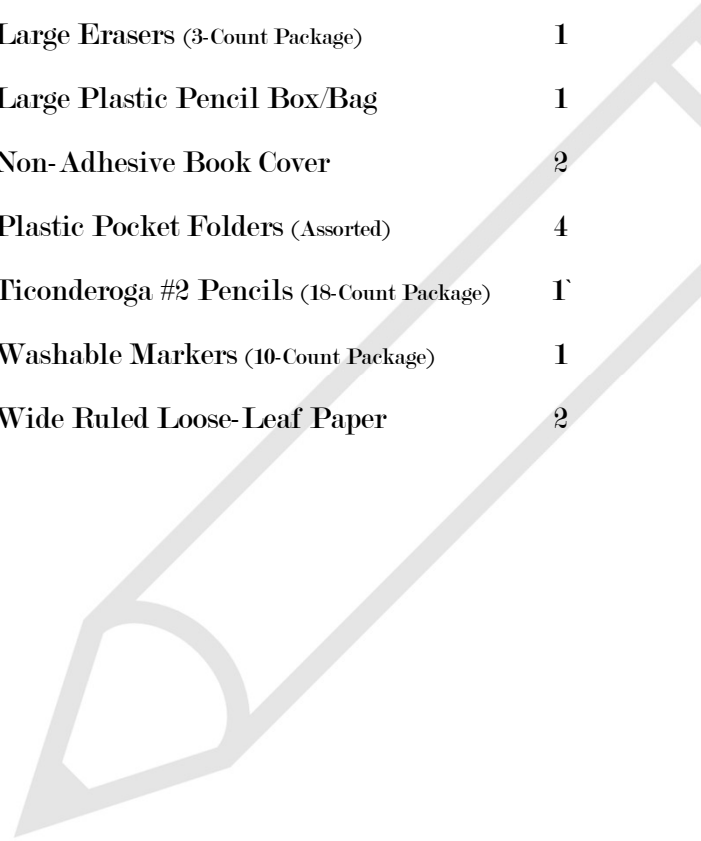 Large Erasers (3-Count Package) 1
Large Plastic Pencil Box/Bag 1
Non-Adhesive Book Cover 2
Plastic Pocket Folders (Assorted) 4
Ticonderoga #2 Pencils (18-Count Package) 1`
Washable Markers (10-Count Package) 1
Wide Ruled Loose-Leaf Paper 2